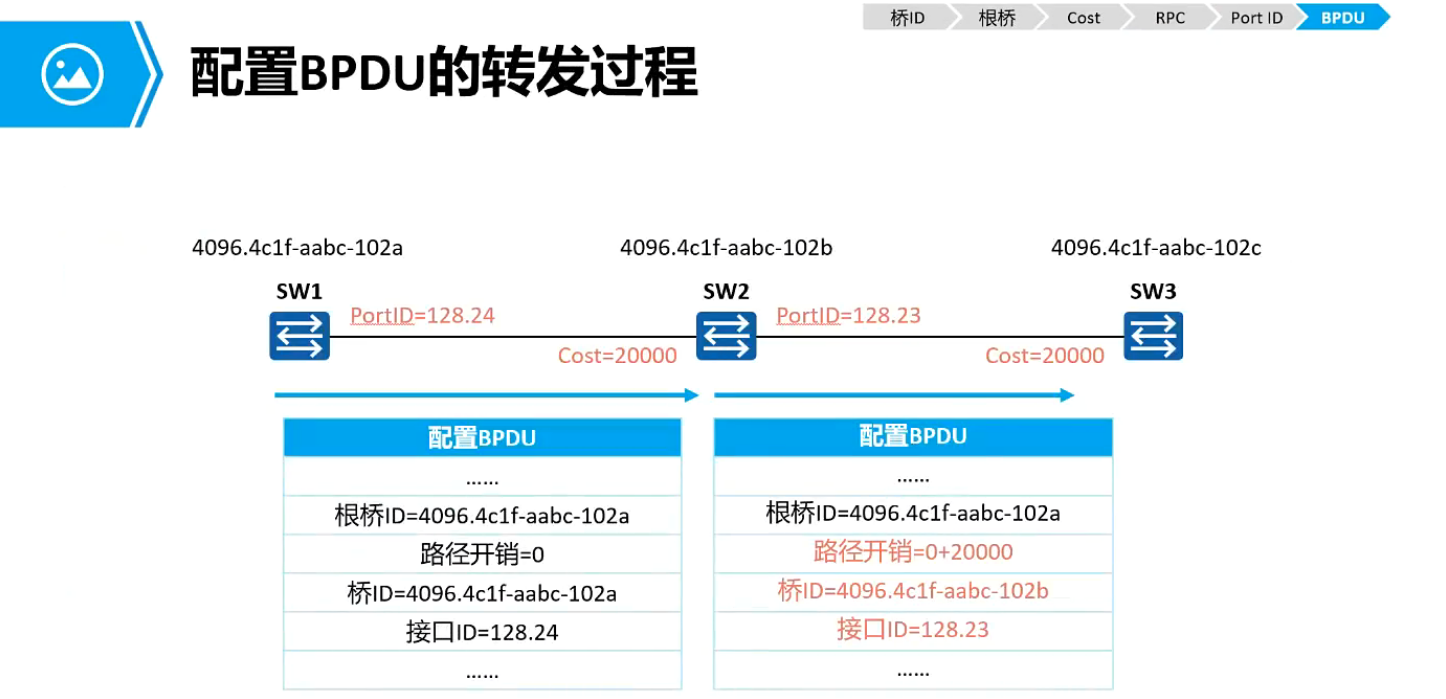 桥ID 根桥 Cost RPC Port ID BPDU
配置BPDU的转发过程
4096.4c1f-aabc-102a 4096.4c1f-aabc-102b 4096.4c1f-aabc-102c
SW1 SW2 SW3
PortID=128.24 PortID=128.23
Cost=20000 Cost=20000
配置BPDU
……
根桥ID=4096.4c1f-aabc-102a
路径开销=0
桥ID=4096.4c1f-aabc-102a
接口ID=128.24
……
配置BPDU
……
根桥ID=4096.4c1f-aabc-102a
路径开销=0+20000
桥ID=4096.4c1f-aabc-102b
接口ID=128.23
……